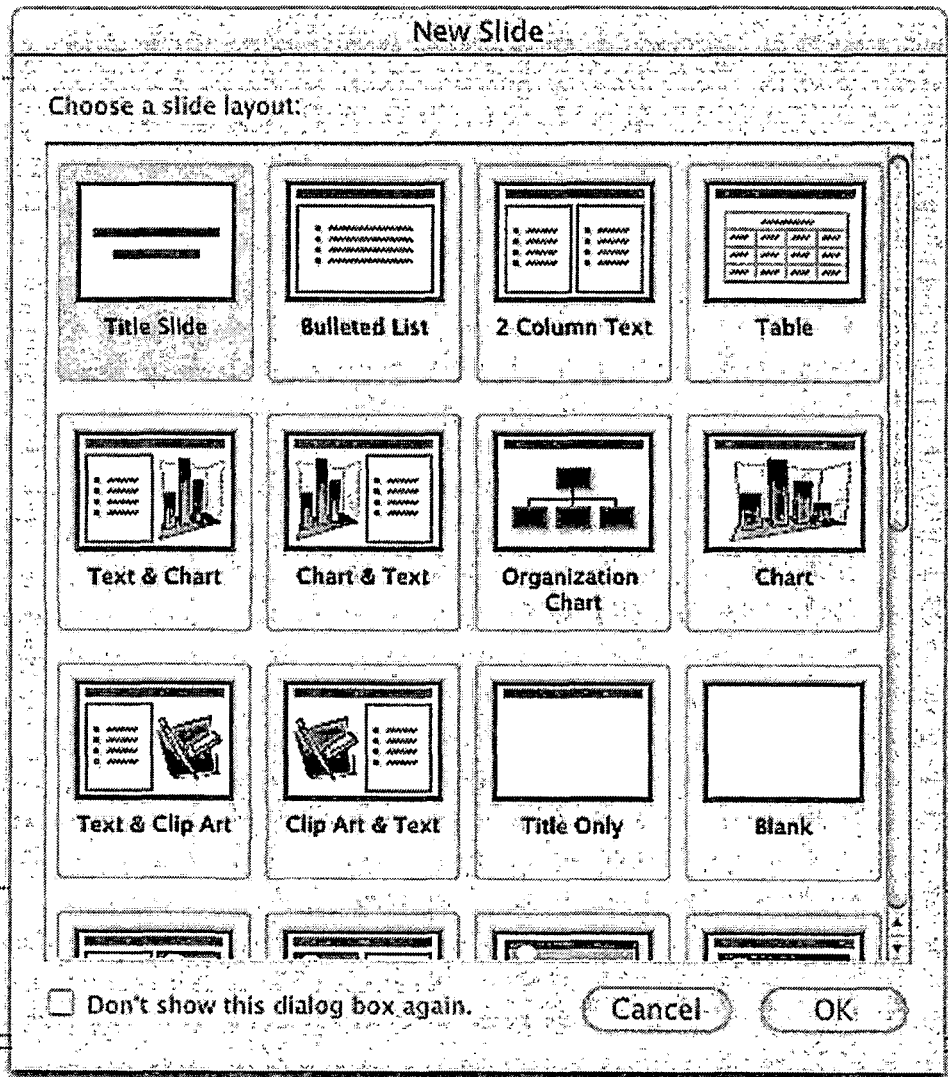 New Slide
Choose a slide layout:
Title Slide
Bulleted List
2 Column Text
Table
Text & Chart
Chart & Text
Organization
Chart
Chart
Text & Clip Art
Clip Art & Text
Title Only
Blank
Don't show this dialog box again.
Cancel
OK